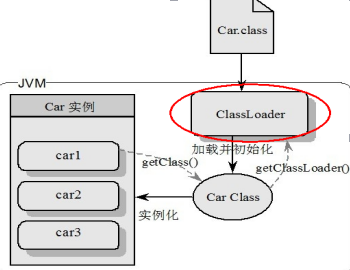 Car.class
JVM
Car 实例
ClassLoader
car1
加载并初始化
getClass()
getClassLoader()
car2
Car Class
实例化
car3